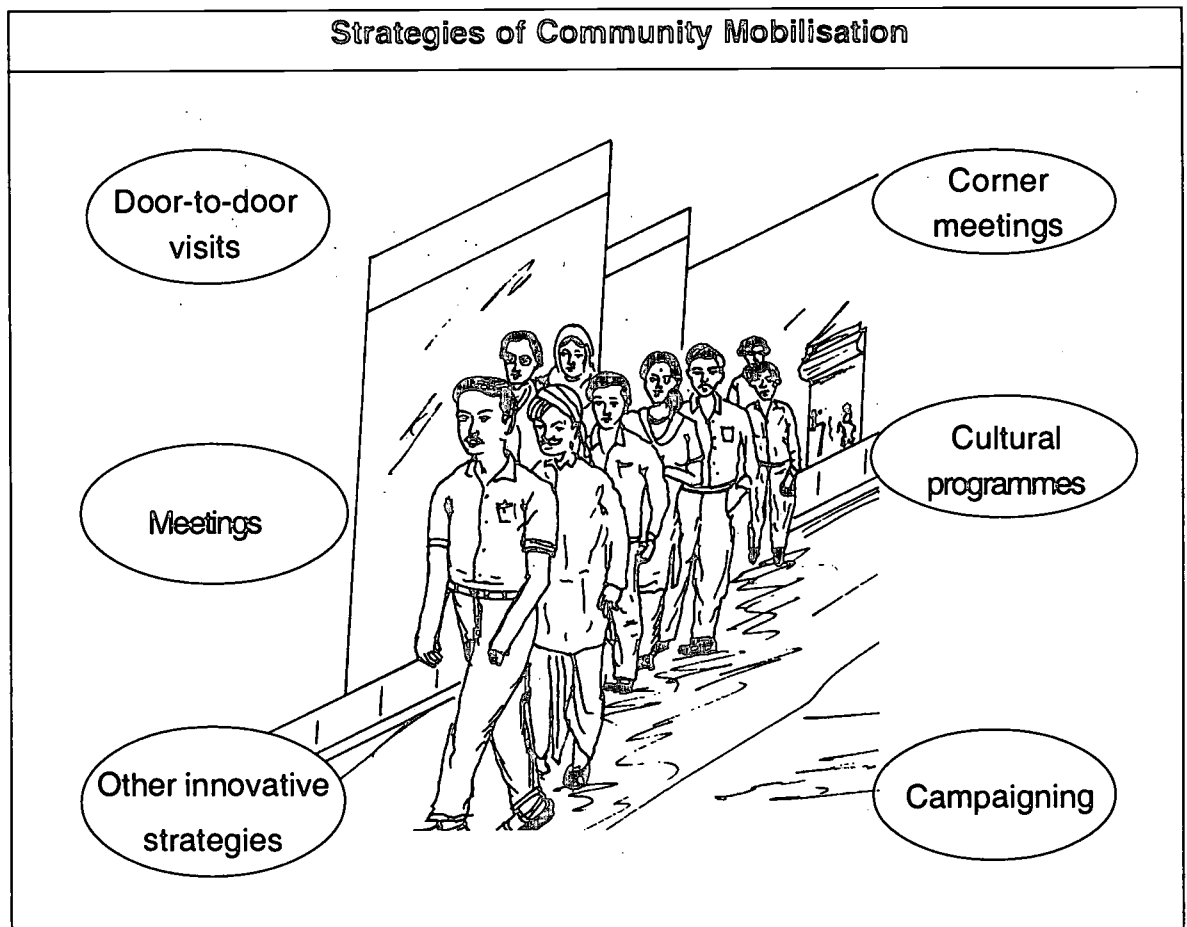 Strategies of Community Mobilisation
Door-to-door
visits
Corner
meetings
Meetings
Cultural
programmes
Other innovative
strategies
Campaigning